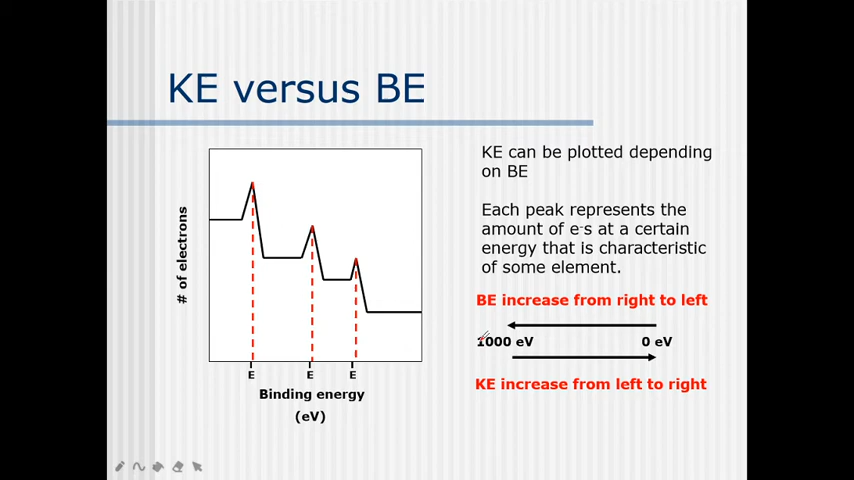 KE versus BE
# of electrons
E E E
Binding energy
(eV)
KE can be plotted depending
on BE
Each peak represents the
amount of e-s at a certain
energy that is characteristic
of some element.
BE increase from right to left
1000 eV 0 eV
KE increase from left to right